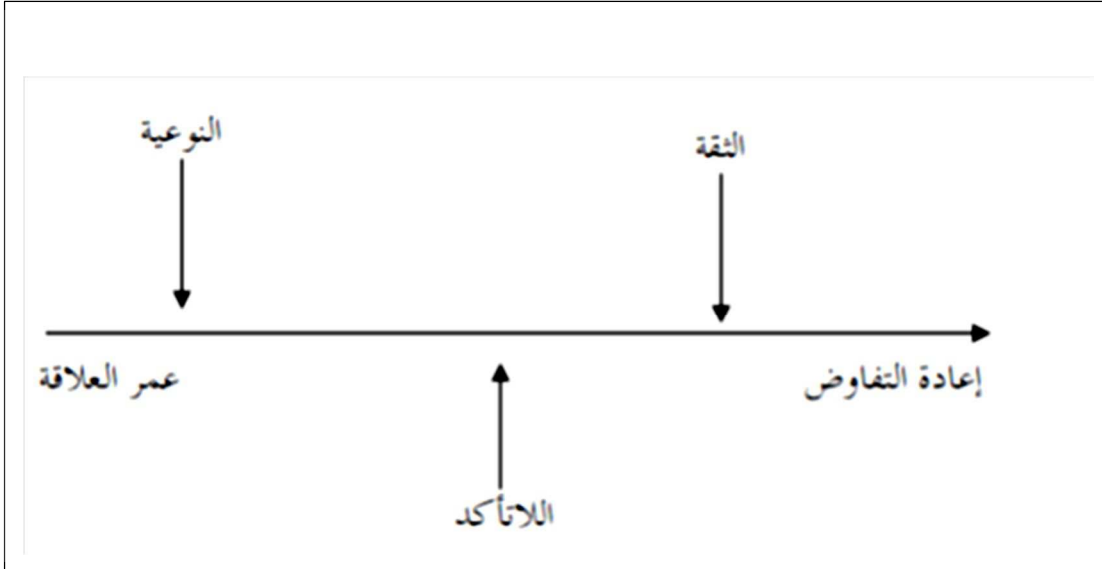 النوعية
الثقة
عمر العلاقة
إعادة التفاوض
اللاتأكد